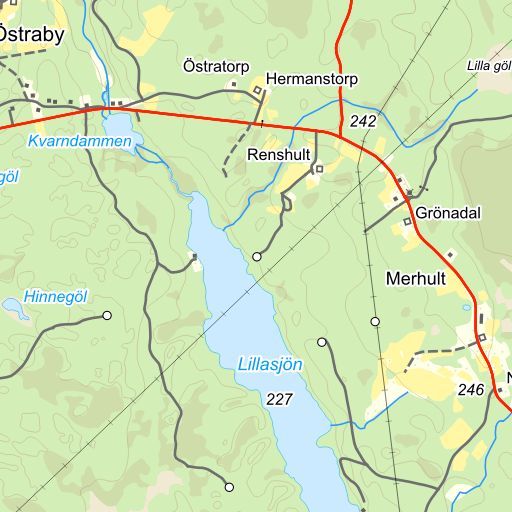 Östraby
Östratorp
Hermanstorp
Lilla göl
242
Kvarndammen
Renshult
göl
Grönadal
Merhult
Hinnegöl
Lillasjön
227
246
N